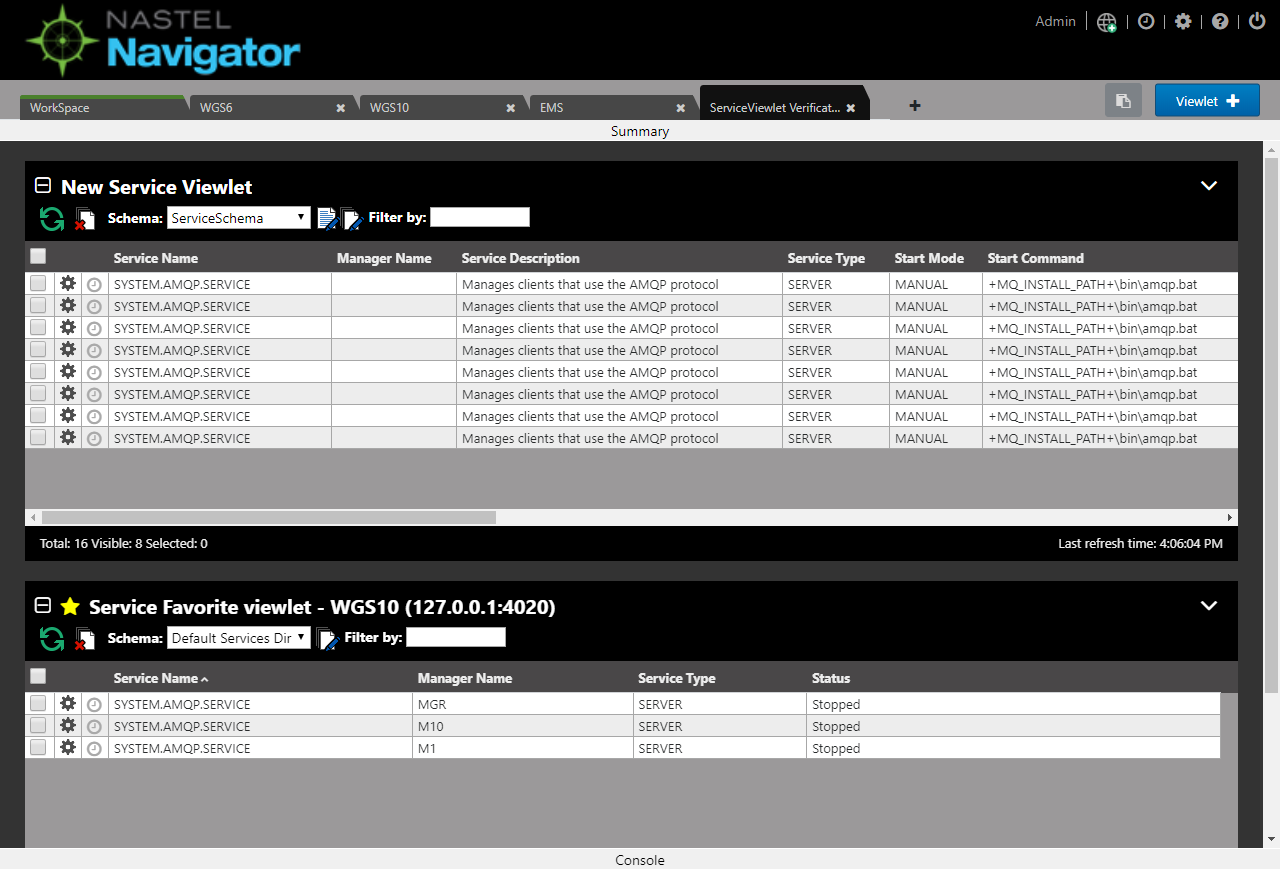 NASTEL
Navigator
Admin
WorkSpace WGS6 WGS10 EMS ServiceViewlet Verificat... Viewlet
Summary
New Service Viewlet
Schema: ServiceSchema Filter by:
Service Name Manager Name Service Description Service Type Start Mode Start Command
SYSTEM.AMQP.SERVICE Manages clients that use the AMQP protocol SERVER MANUAL +MQ_INSTALL_PATH+\bin\amqp.bat
SYSTEM.AMQP.SERVICE Manages clients that use the AMQP protocol SERVER MANUAL +MQ_INSTALL_PATH+\bin\amqp.bat
SYSTEM.AMQP.SERVICE Manages clients that use the AMQP protocol SERVER MANUAL +MQ_INSTALL_PATH+\bin\amqp.bat
SYSTEM.AMQP.SERVICE Manages clients that use the AMQP protocol SERVER MANUAL +MQ_INSTALL_PATH+\bin\amqp.bat
SYSTEM.AMQP.SERVICE Manages clients that use the AMQP protocol SERVER MANUAL +MQ_INSTALL_PATH+\bin\amqp.bat
SYSTEM.AMQP.SERVICE Manages clients that use the AMQP protocol SERVER MANUAL +MQ_INSTALL_PATH+\bin\amqp.bat
SYSTEM.AMQP.SERVICE Manages clients that use the AMQP protocol SERVER MANUAL +MQ_INSTALL_PATH+\bin\amqp.bat
SYSTEM.AMQP.SERVICE Manages clients that use the AMQP protocol SERVER MANUAL +MQ_INSTALL_PATH+\bin\amqp.bat
Total: 16 Visible: 8 Selected: 0 Last refresh time: 4:06:04 PM
Service Favorite viewlet - WGS10 (127.0.0.1:4020)
Schema: Default Services Dir Filter by:
Service Name Manager Name Service Type Status
SYSTEM.AMQP.SERVICE MGR SERVER Stopped
SYSTEM.AMQP.SERVICE M10 SERVER Stopped
SYSTEM.AMQP.SERVICE M1 SERVER Stopped
Console